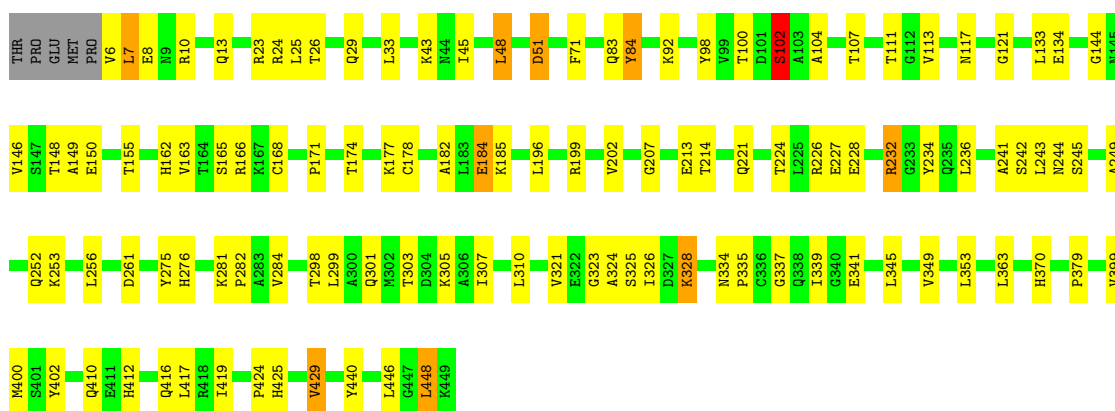 THR PRO GLU MET PRO V6 L7 E8 N9 R10 Q13 R23 R24 L25 T26 Q29 L33 K43 N44 I45 L48 D51 F71 Q83 Y84 K92 Y98 V99 T100 D101 S102 A103 A104 T107 T111 G112 V113 N117 G121 L133 E134 G144 N145
V146 S147 T148 A149 E150 T155 H162 V163 T164 S165 R166 K167 C168 P171 T174 K177 C178 A182 L183 E184 K185 L196 R199 V202 G207 E213 T214 Q221 T224 L225 R226 E227 E228 R232 G233 Y234 Q235 L236 A241 S242 L243 N244 S245 A249
Q252 K253 L256 D261 Y275 H276 K281 P282 A283 V284 T298 L299 A300 Q301 M302 T303 D304 K305 A306 I307 L310 V321 E322 G323 A324 S325 I326 D327 K328 N334 P335 C336 G337 Q338 I339 G340 E341 L345 V349 L353 L363 H370 P379
M400 S401 Y402 Q410 E411 H412 Q416 L417 R418 I419 P424 H425 V429 Y440 L446 G447 L448 K449